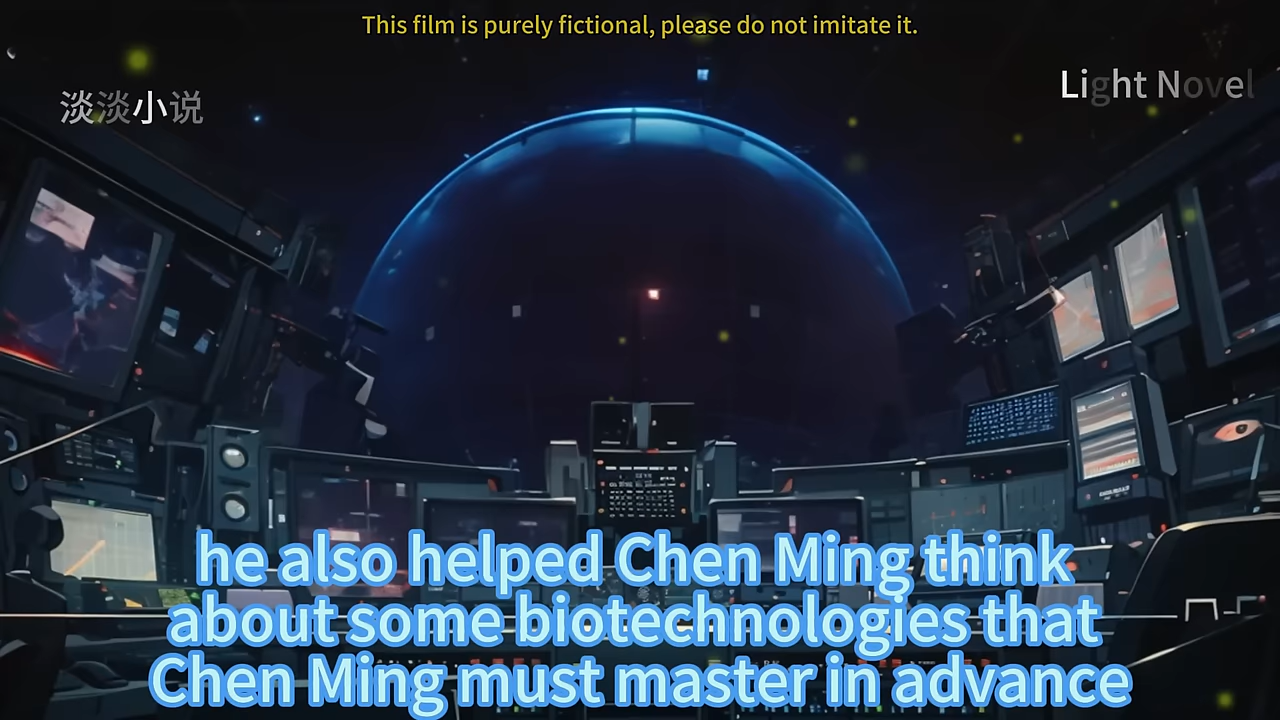 This film is purely fictional, please do not imitate it.
淡淡小说
Light Novel
he also helped Chen Ming think
about some biotechnologies that
Chen Ming must master in advance